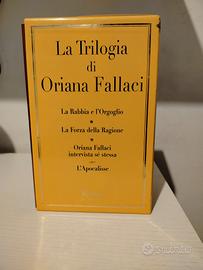 La Trilogia
di
Oriana Fallaci
La Rabbia e l'Orgoglio
La Forza della Ragione
Oriana Fallaci
intervista sé stessa
L'Apocalisse